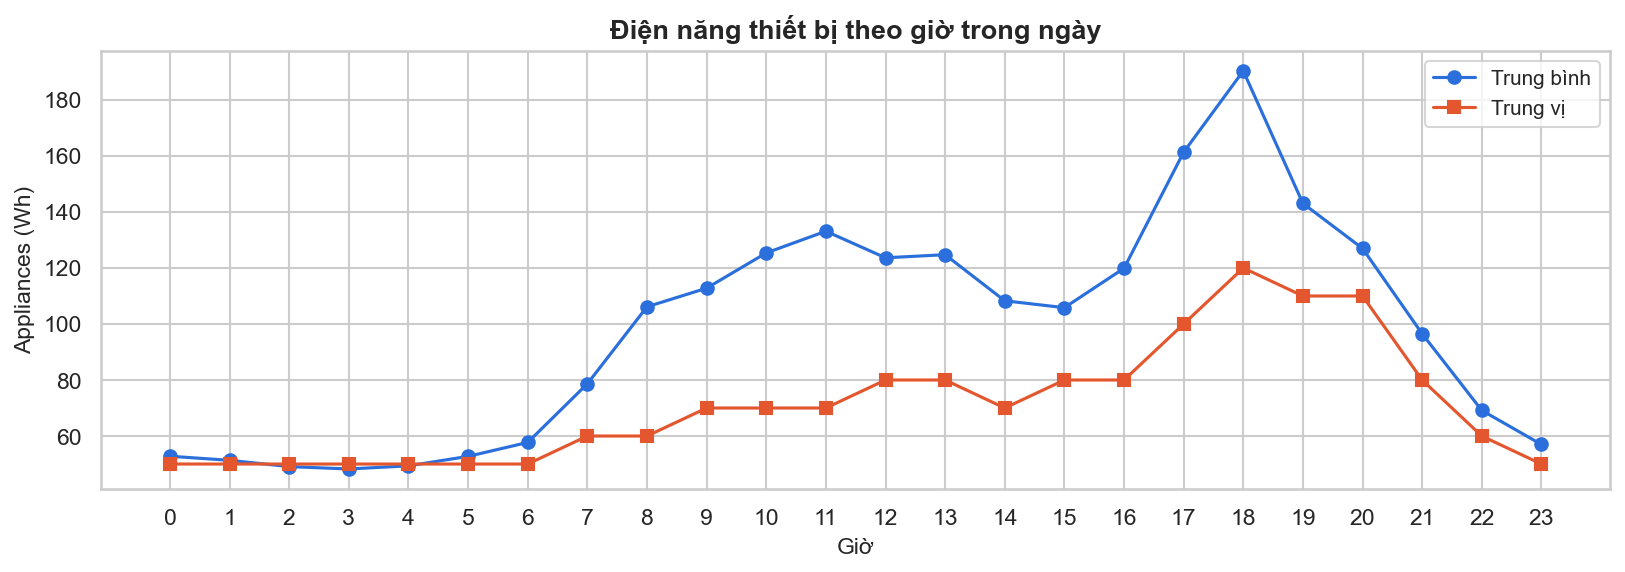 Điện năng thiết bị theo giờ trong ngày
Trung bình
Trung vị
Appliances (Wh)
180
160
140
120
100
80
60
0 1 2 3 4 5 6 7 8 9 10 11 12 13 14 15 16 17 18 19 20 21 22 23
Giờ